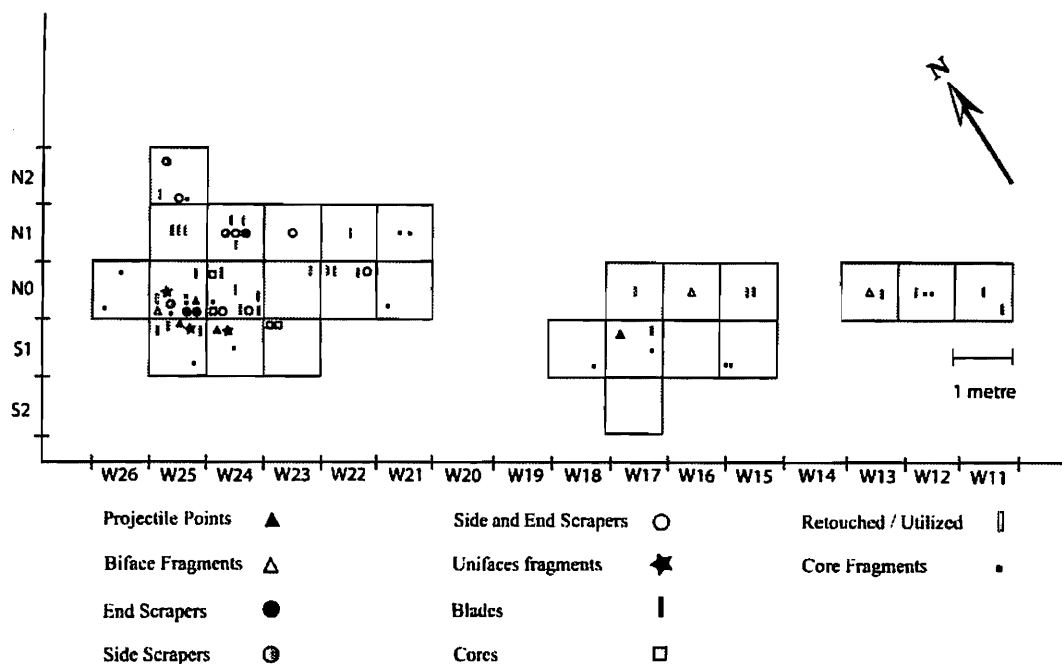 N
N2
N1
N0
S1
S2
1 metre
W26 W25 W24 W23 W22 W21 W20 W19 W18 W17 W16 W15 W14 W13 W12 W11
Projectile Points Side and End Scrapers Retouched / Utilized
Biface Fragments Unifaces fragments Core Fragments
End Scrapers Blades
Side Scrapers Cores